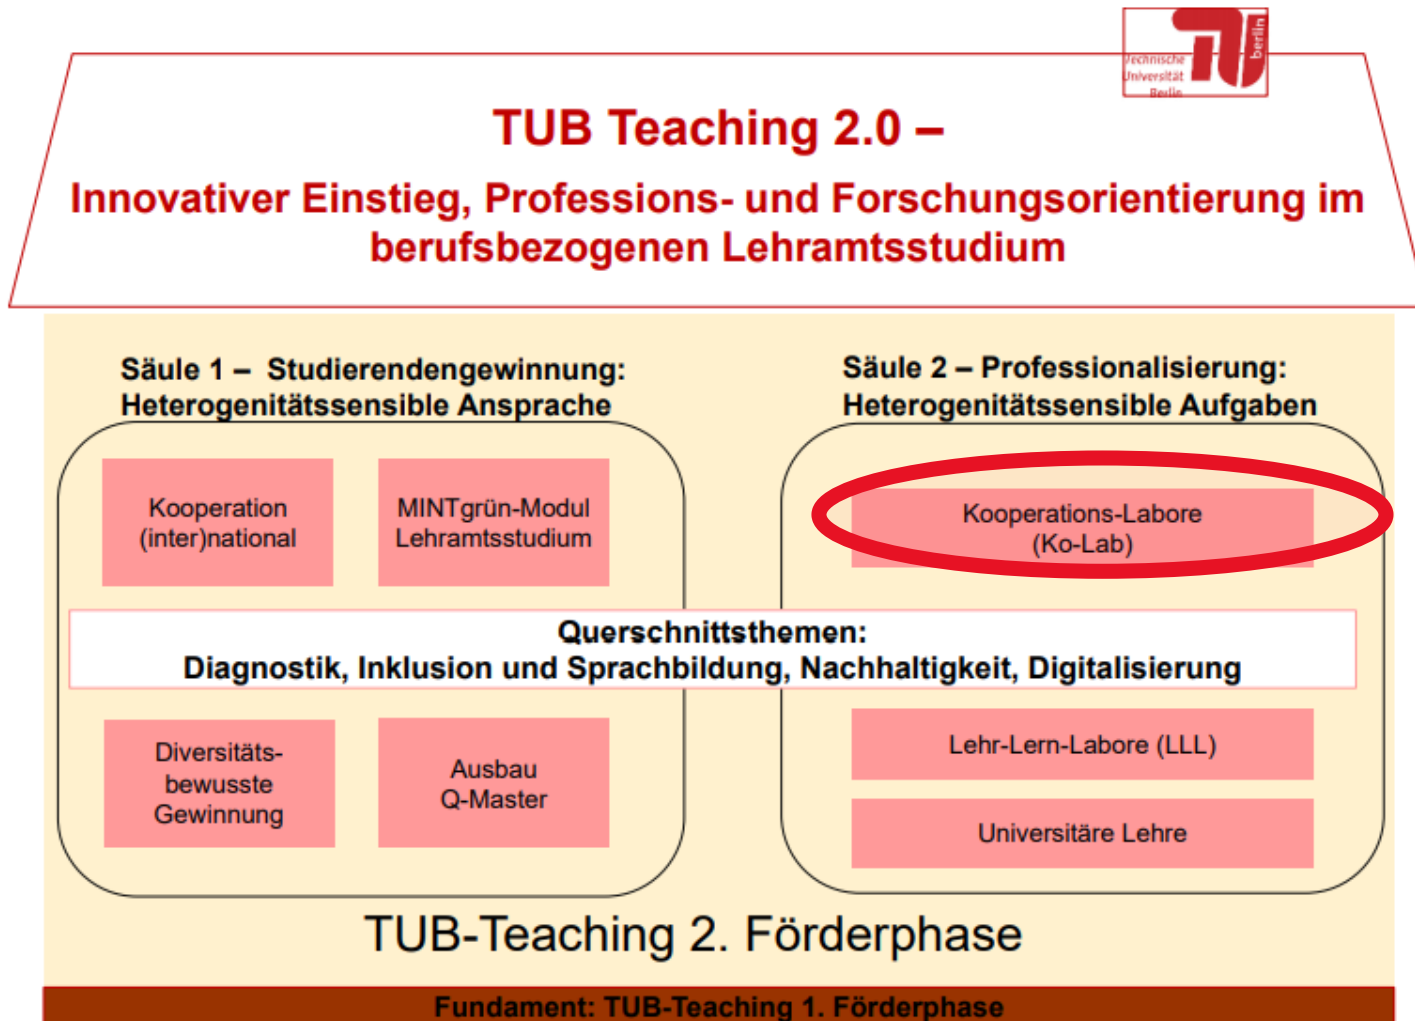 Technische
Universität
Berlin
berlin
TUB Teaching 2.0 –
Innovativer Einstieg, Professions- und Forschungsorientierung im
berufsbezogenen Lehramtsstudium
Säule 1 – Studierendengewinnung:
Heterogenitätssensible Ansprache
Kooperation
(inter)national
MINTgrün-Modul
Lehramtsstudium
Säule 2 – Professionalisierung:
Heterogenitätssensible Aufgaben
Kooperations-Labore
(Ko-Lab)
Querschnittsthemen:
Diagnostik, Inklusion und Sprachbildung, Nachhaltigkeit, Digitalisierung
Diversitäts-
bewusste
Gewinnung
Ausbau
Q-Master
Lehr-Lern-Labore (LLL)
Universitäre Lehre
TUB-Teaching 2. Förderphase
Fundament: TUB-Teaching 1. Förderphase